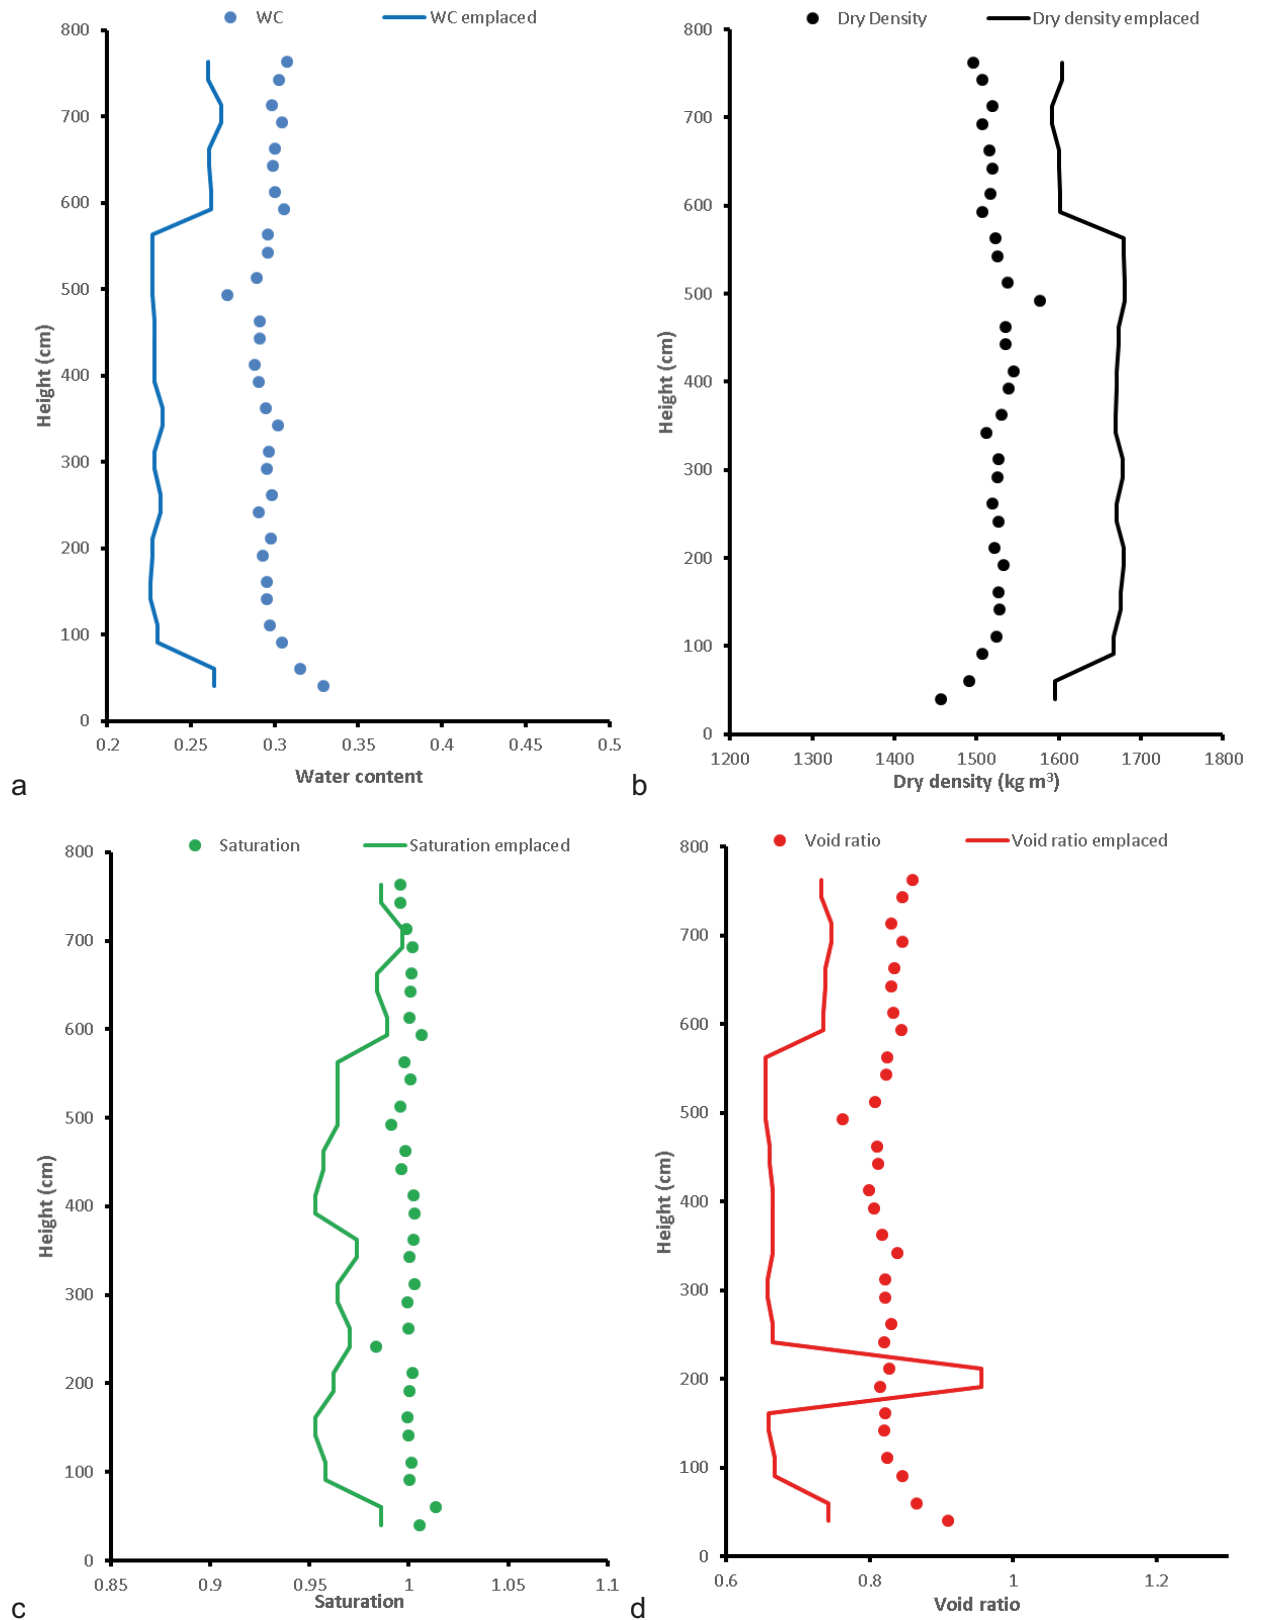 WC WC emplaced
800
700
600
500
400
300
200
100
0
Height (cm)
0.2 0.25 0.3 0.35 0.4 0.45 0.5
Water content
a
Dry Density Dry density emplaced
800
700
600
500
400
300
200
100
0
Height (cm)
1200 1300 1400 1500 1600 1700 1800
Dry density (kg m³)
b
Saturation Saturation emplaced
800
700
600
500
400
300
200
100
0
Height (cm)
0.85 0.9 0.95 1 1.05 1.1
Saturation
c
Void ratio Void ratio emplaced
800
700
600
500
400
300
200
100
0
Height (cm)
0.6 0.8 1 1.2
Void ratio
d